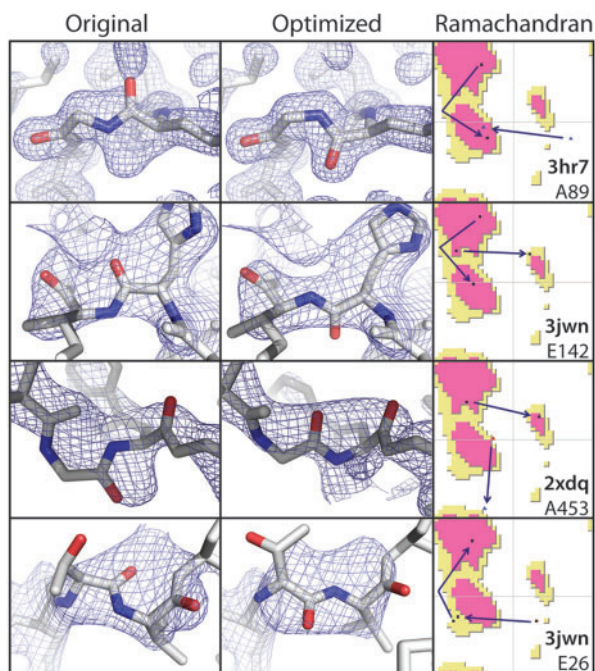 Original Optimized Ramachandran
3hr7
A89
3jwn
E142
2xdq
A453
3jwn
E26